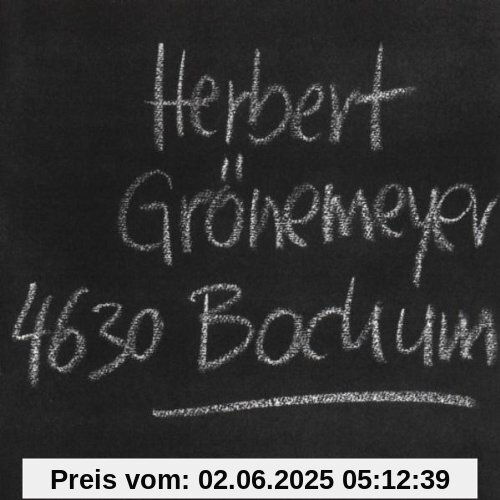 Herbert
Grönemeyer
4630 Bochum
Preis vom: 02.06.2025 05:12:39